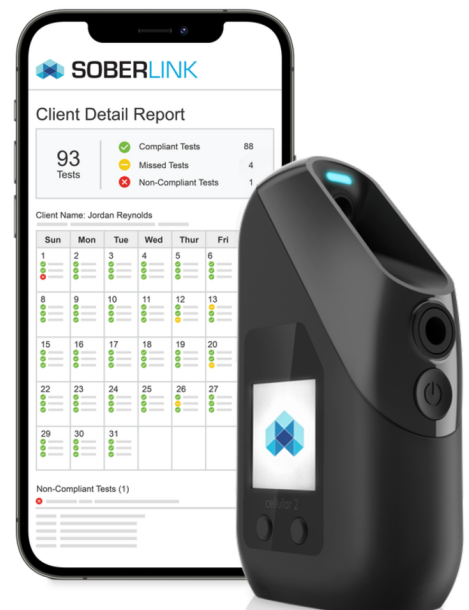 SOBERLINK
Client Detail Report
93
Tests
Compliant Tests 88
Missed Tests 4
Non-Compliant Tests 1
Client Name: Jordan Reynolds
Sun Mon Tue Wed Thur Fri
1 2 3 4 5 6
8 9 10 11 12 13
15 16 17 18 19 20
22 23 24 25 26 27
29 30 31
Non-Compliant Tests (1)
cellular 2